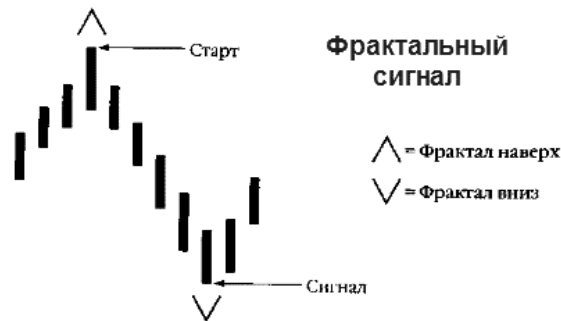 Старт
Фрактальный
сигнал
= Фрактал наверх
= Фрактал вниз
Сигнал